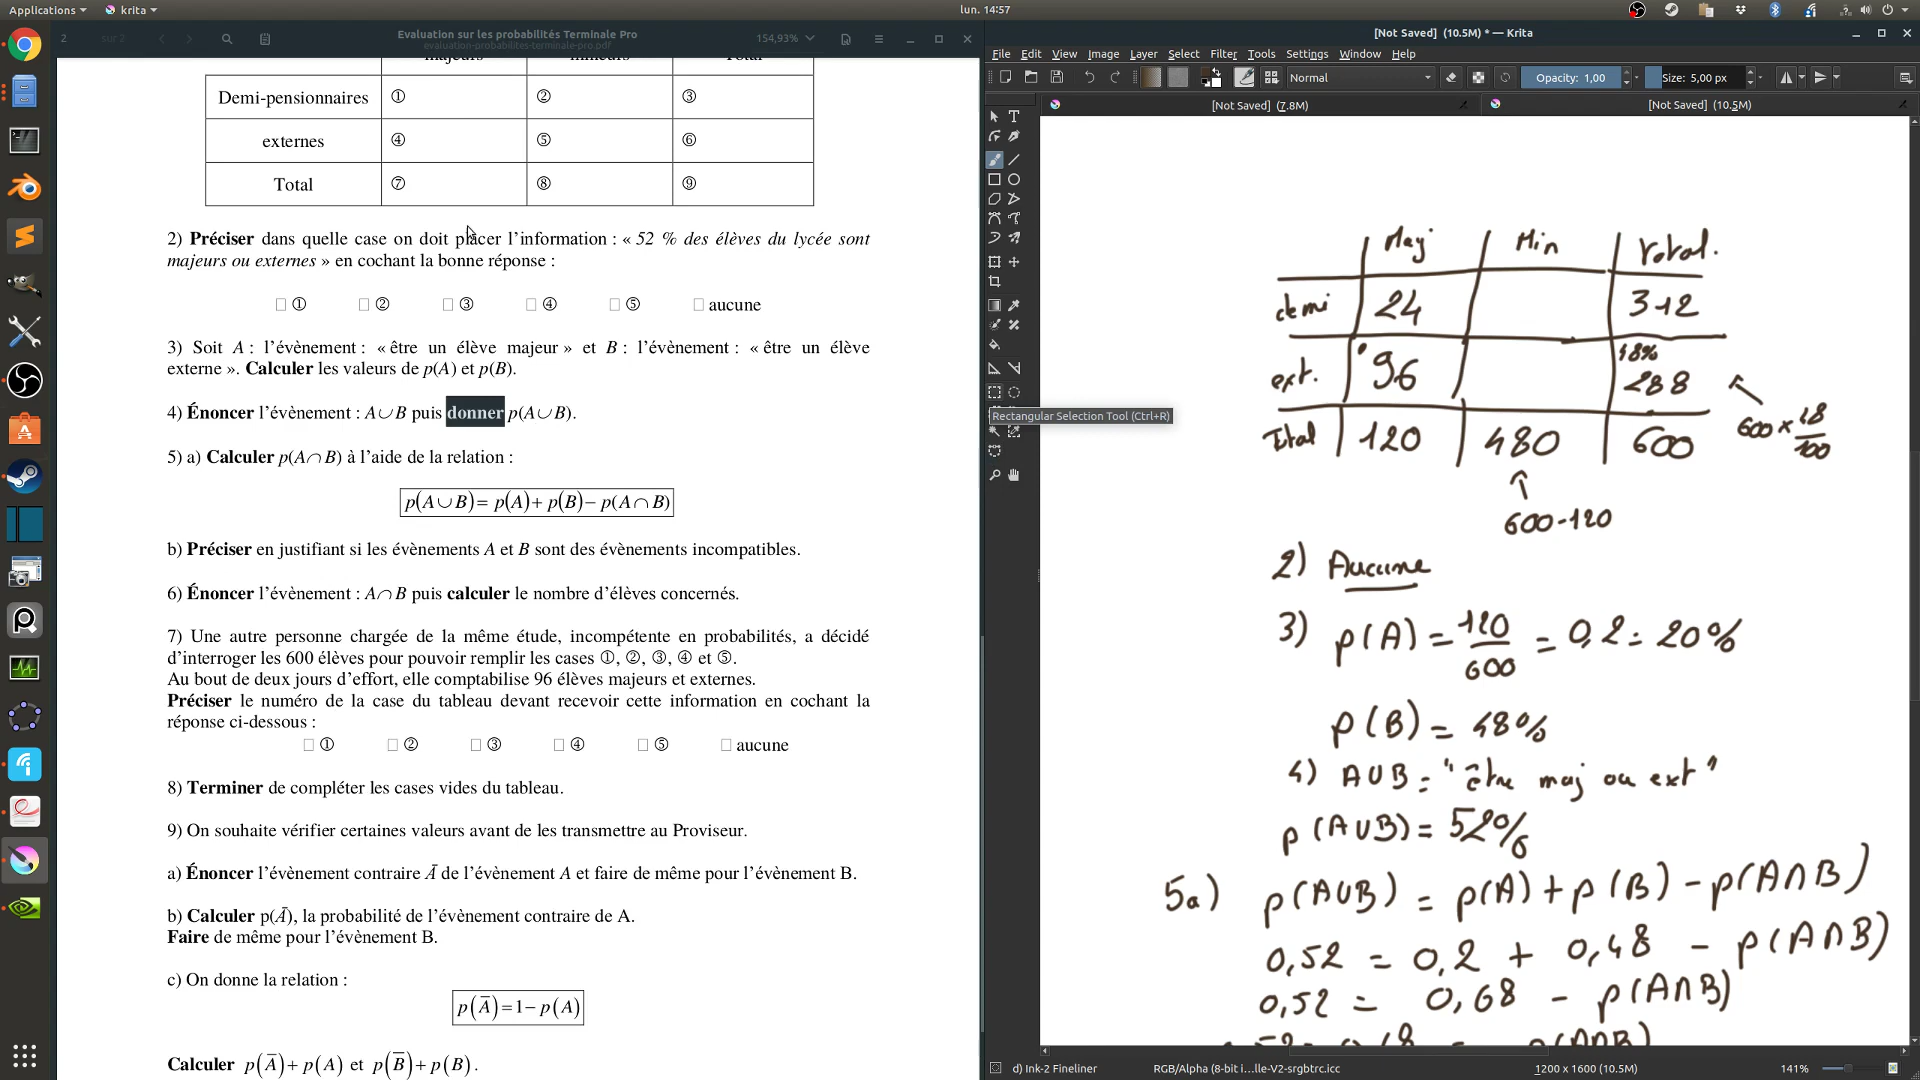 Applications
krita
lun. 14:57
2
sur 2
Evaluation sur les probabilités Terminale Pro
evaluation-probabilites-terminale-pro.pdf
154,93%
majeurs mineurs Total
Demi-pensionnaires ① ② ③
externes ④ ⑤ ⑥
Total ⑦ ⑧ ⑨
2) Préciser dans quelle case on doit placer l’information : « 52 % des élèves du lycée sont
majeurs ou externes » en cochant la bonne réponse :
□ ① □ ② □ ③ □ ④ □ ⑤ □ aucune
3) Soit A : l’évènement : « être un élève majeur » et B : l’évènement : « être un élève
externe ». Calculer les valeurs de p(A) et p(B).
4) Énoncer l’évènement : A∪B puis donner p(A∪B).
5) a) Calculer p(A∩B) à l’aide de la relation :
p(A∪B)= p(A)+ p(B)− p(A∩B)
b) Préciser en justifiant si les évènements A et B sont des évènements incompatibles.
6) Énoncer l’évènement : A∩B puis calculer le nombre d’élèves concernés.
7) Une autre personne chargée de la même étude, incompétente en probabilités, a décidé
d’interroger les 600 élèves pour pouvoir remplir les cases ①, ②, ③, ④ et ⑤.
Au bout de deux jours d’effort, elle comptabilise 96 élèves majeurs et externes.
Préciser le numéro de la case du tableau devant recevoir cette information en cochant la
réponse ci-dessous :
□ ① □ ② □ ③ □ ④ □ ⑤ □ aucune
8) Terminer de compléter les cases vides du tableau.
9) On souhaite vérifier certaines valeurs avant de les transmettre au Proviseur.
a) Énoncer l’évènement contraire Ā de l’évènement A et faire de même pour l’évènement B.
b) Calculer p(Ā), la probabilité de l’évènement contraire de A.
Faire de même pour l’évènement B.
c) On donne la relation :
p(Ā)=1− p(A)
Calculer p(Ā)+ p(A) et p(B̄)+ p(B).
[Not Saved] (10.5M) * — Krita
File Edit View Image Layer Select Filter Tools Settings Window Help
Normal
Opacity: 1,00
Size: 5,00 px
[Not Saved] (7.8M)
[Not Saved] (10.5M)
Rectangular Selection Tool (Ctrl+R)
Maj Min Total.
demi 24 312
48%
ext. 96 288
Total 120 480 600
600 × 48/100
600-120
2) Aucune
3) p(A) = 120/600 = 0,2 = 20%
p(B) = 48%
4) A∪B = "être maj ou ext"
p(A∪B) = 52%
5a) p(A∪B) = p(A) + p(B) - p(A∩B)
0,52 = 0,2 + 0,48 - p(A∩B)
0,52 = 0,68 - p(A∩B)
d) Ink-2 Fineliner
RGB/Alpha (8-bit i...lle-V2-srgbtrc.icc
1200 x 1600 (10.5M)
141%